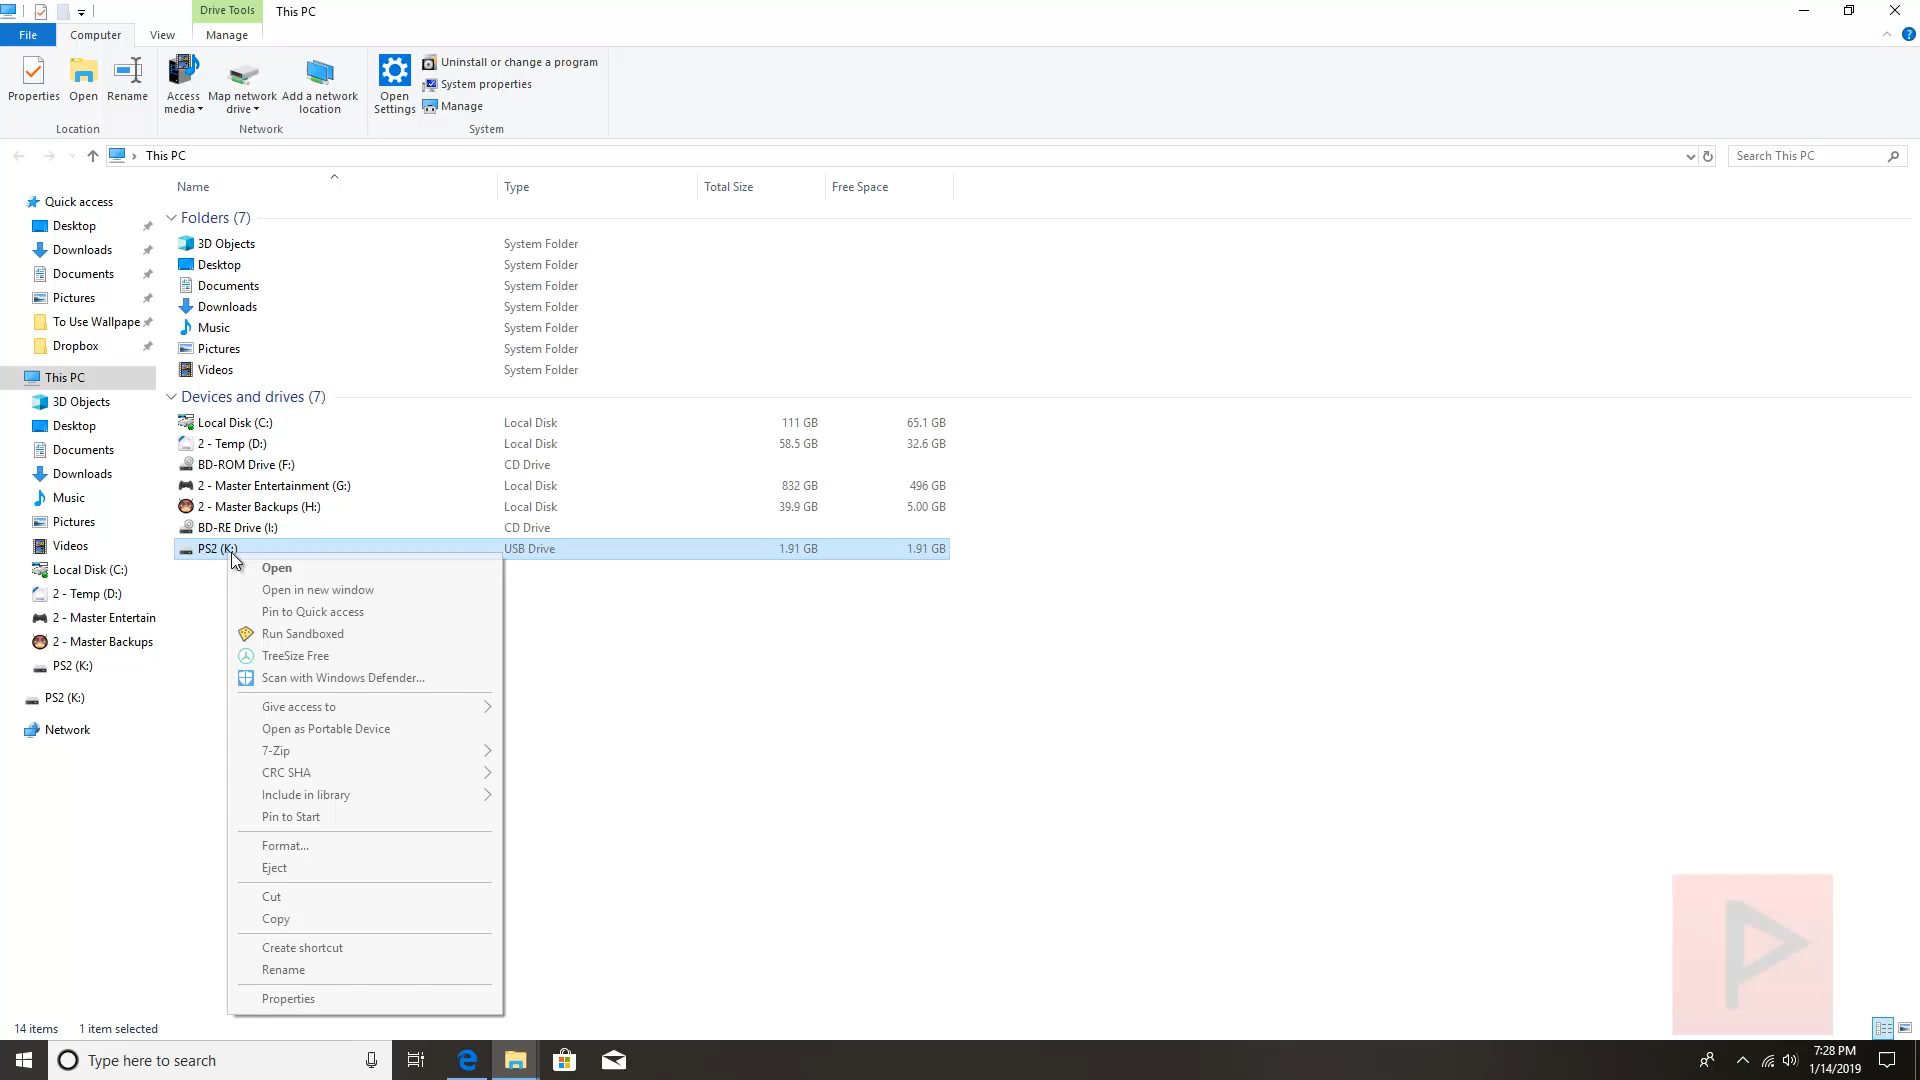 Drive Tools
This PC
File
Computer
View
Manage
Properties
Open
Rename
Access media
Map network drive
Add a network location
Open Settings
Uninstall or change a program
System properties
Manage
Location
Network
System
This PC
Search This PC
Name
Type
Total Size
Free Space
Quick access
Desktop
Downloads
Documents
Pictures
To Use Wallpape
Dropbox
This PC
3D Objects
Desktop
Documents
Downloads
Music
Pictures
Videos
Local Disk (C:)
2 - Temp (D:)
2 - Master Entertain
2 - Master Backups
PS2 (K:)
PS2 (K:)
Network
Folders (7)
3D Objects System Folder
Desktop System Folder
Documents System Folder
Downloads System Folder
Music System Folder
Pictures System Folder
Videos System Folder
Devices and drives (7)
Local Disk (C:) Local Disk 111 GB 65.1 GB
2 - Temp (D:) Local Disk 58.5 GB 32.6 GB
BD-ROM Drive (F:) CD Drive
2 - Master Entertainment (G:) Local Disk 832 GB 496 GB
2 - Master Backups (H:) Local Disk 39.9 GB 5.00 GB
BD-RE Drive (I:) CD Drive
PS2 (K:) USB Drive 1.91 GB 1.91 GB
Open
Open in new window
Pin to Quick access
Run Sandboxed
TreeSize Free
Scan with Windows Defender...
Give access to
Open as Portable Device
7-Zip
CRC SHA
Include in library
Pin to Start
Format...
Eject
Cut
Copy
Create shortcut
Rename
Properties
14 items 1 item selected
Type here to search
7:28 PM
1/14/2019